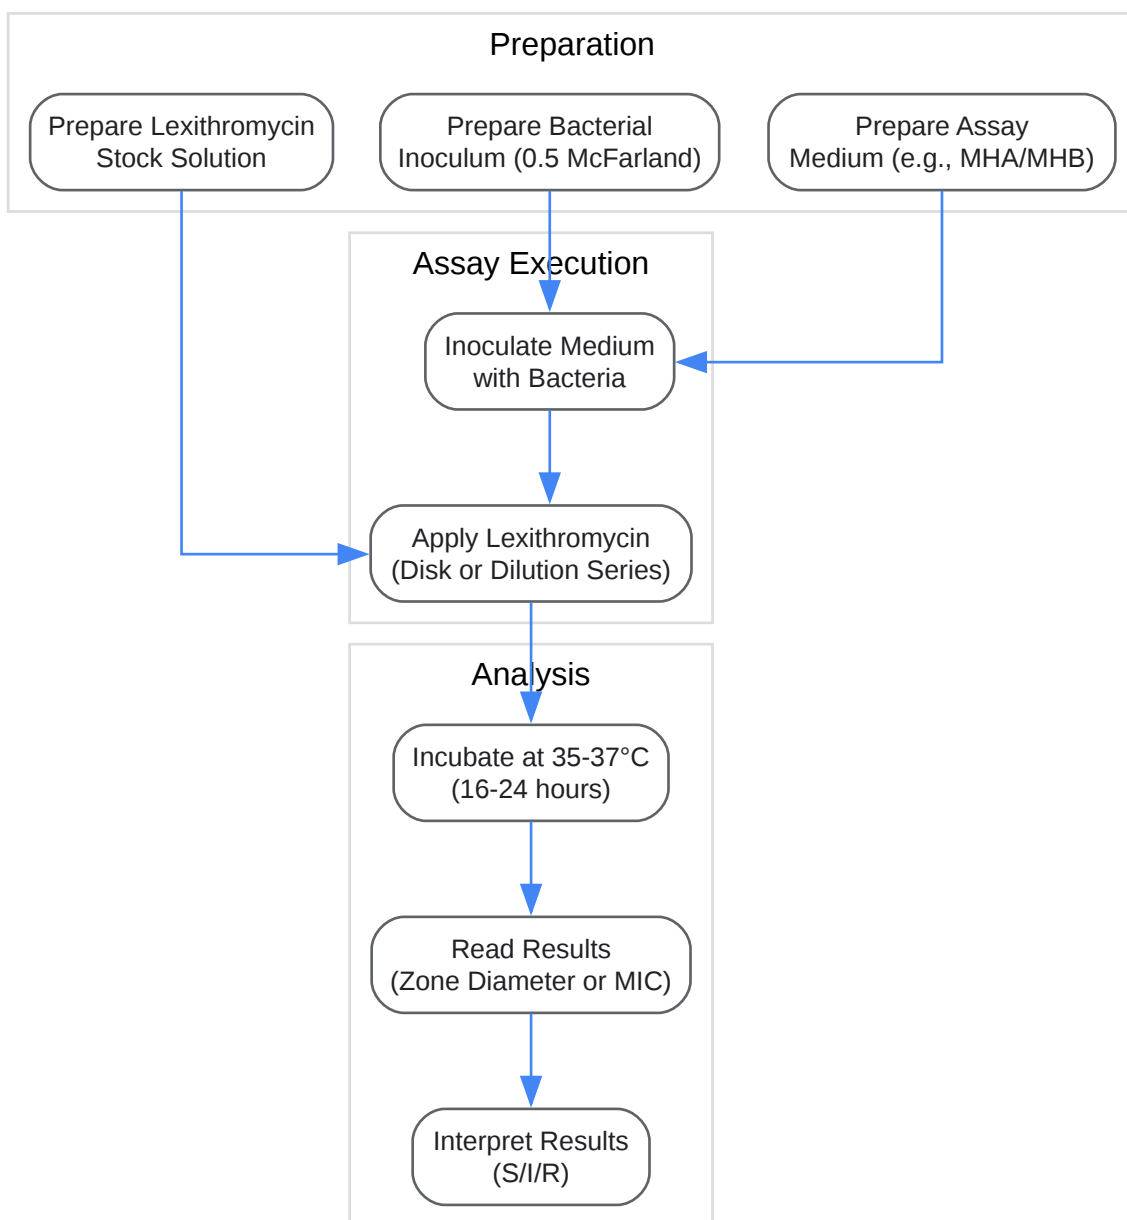 Preparation
Prepare Lexithromycin
Stock Solution
Prepare Bacterial
Inoculum (0.5 McFarland)
Prepare Assay
Medium (e.g., MHA/MHB)
Assay Execution
Inoculate Medium
with Bacteria
Apply Lexithromycin
(Disk or Dilution Series)
Analysis
Incubate at 35-37°C
(16-24 hours)
Read Results
(Zone Diameter or MIC)
Interpret Results
(S/I/R)